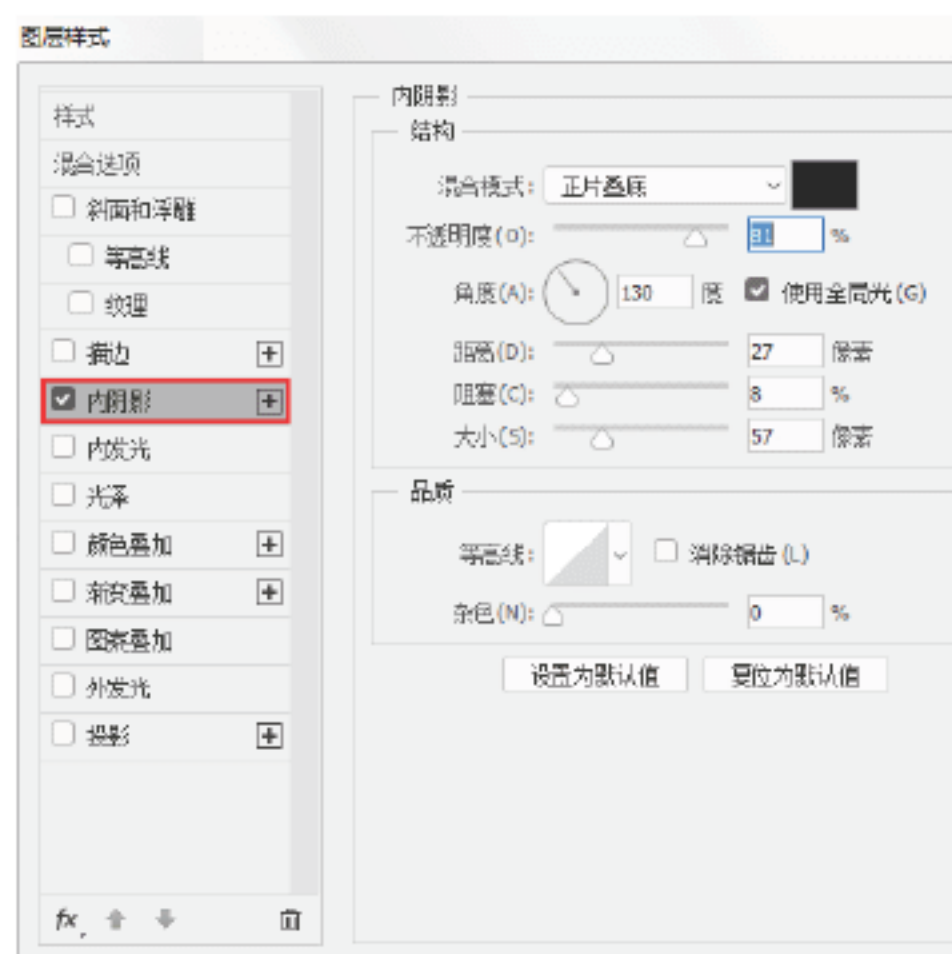 图层样式
样式
混合选项
斜面和浮雕
等高线
纹理
描边
内阴影
内发光
光泽
颜色叠加
渐变叠加
图案叠加
外发光
投影
fx
内阴影
结构
混合模式: 正片叠底
不透明度(O): 81 %
角度(A): 130 度 使用全局光(G)
距离(D): 27 像素
阻塞(C): 8 %
大小(S): 57 像素
品质
等高线: 消除锯齿(L)
杂色(N): 0 %
设置为默认值 复位为默认值